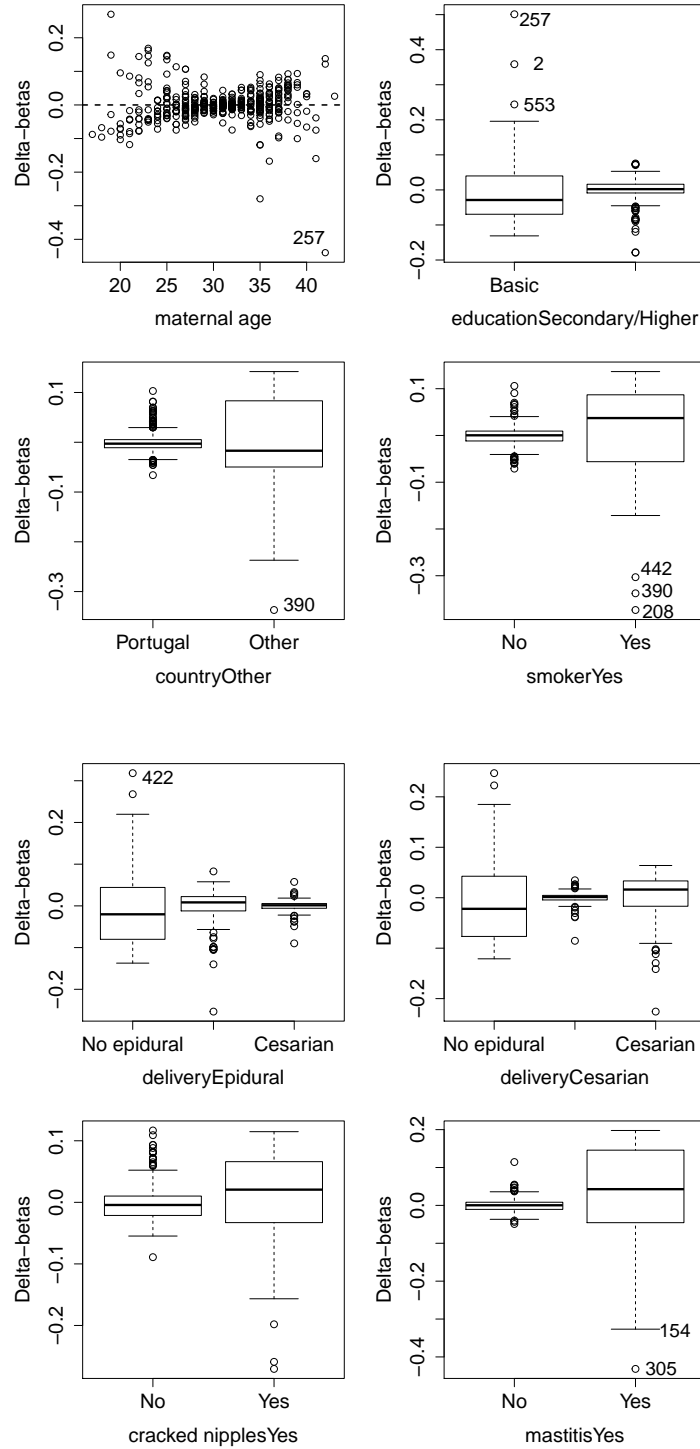 Delta−betas
0.2
0.0
−0.2
−0.4
257
20 25 30 35 40
maternal age
Delta−betas
0.4
0.2
0.0
−0.2
257
2
553
Basic
educationSecondary/Higher
Delta−betas
0.1
−0.1
−0.3
390
Portugal Other
countryOther
Delta−betas
0.1
−0.1
−0.3
442
390
208
No Yes
smokerYes
Delta−betas
0.2
0.0
−0.2
422
No epidural Cesarian
deliveryEpidural
Delta−betas
0.2
0.1
0.0
−0.2
No epidural Cesarian
deliveryCesarian
Delta−betas
0.1
0.0
−0.1
−0.2
No Yes
cracked nipplesYes
Delta−betas
0.2
0.0
−0.2
−0.4
154
305
No Yes
mastitisYes